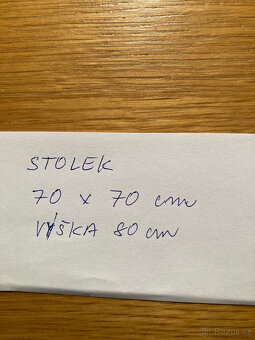 STOLEK
70 x 70 cm
VÝŠKA 80 cm
© Bazos.cz